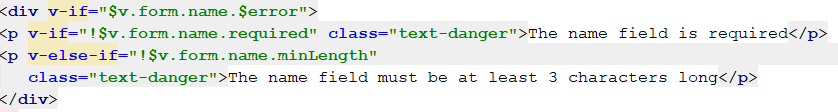 <div v-if="$v.form.name.$error">
<p v-if="!$v.form.name.required" class="text-danger">The name field is required</p>
<p v-else-if="!$v.form.name.minLength"
class="text-danger">The name field must be at least 3 characters long</p>
</div>